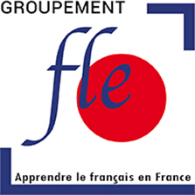 GROUPEMENT
fle
Apprendre le français en France